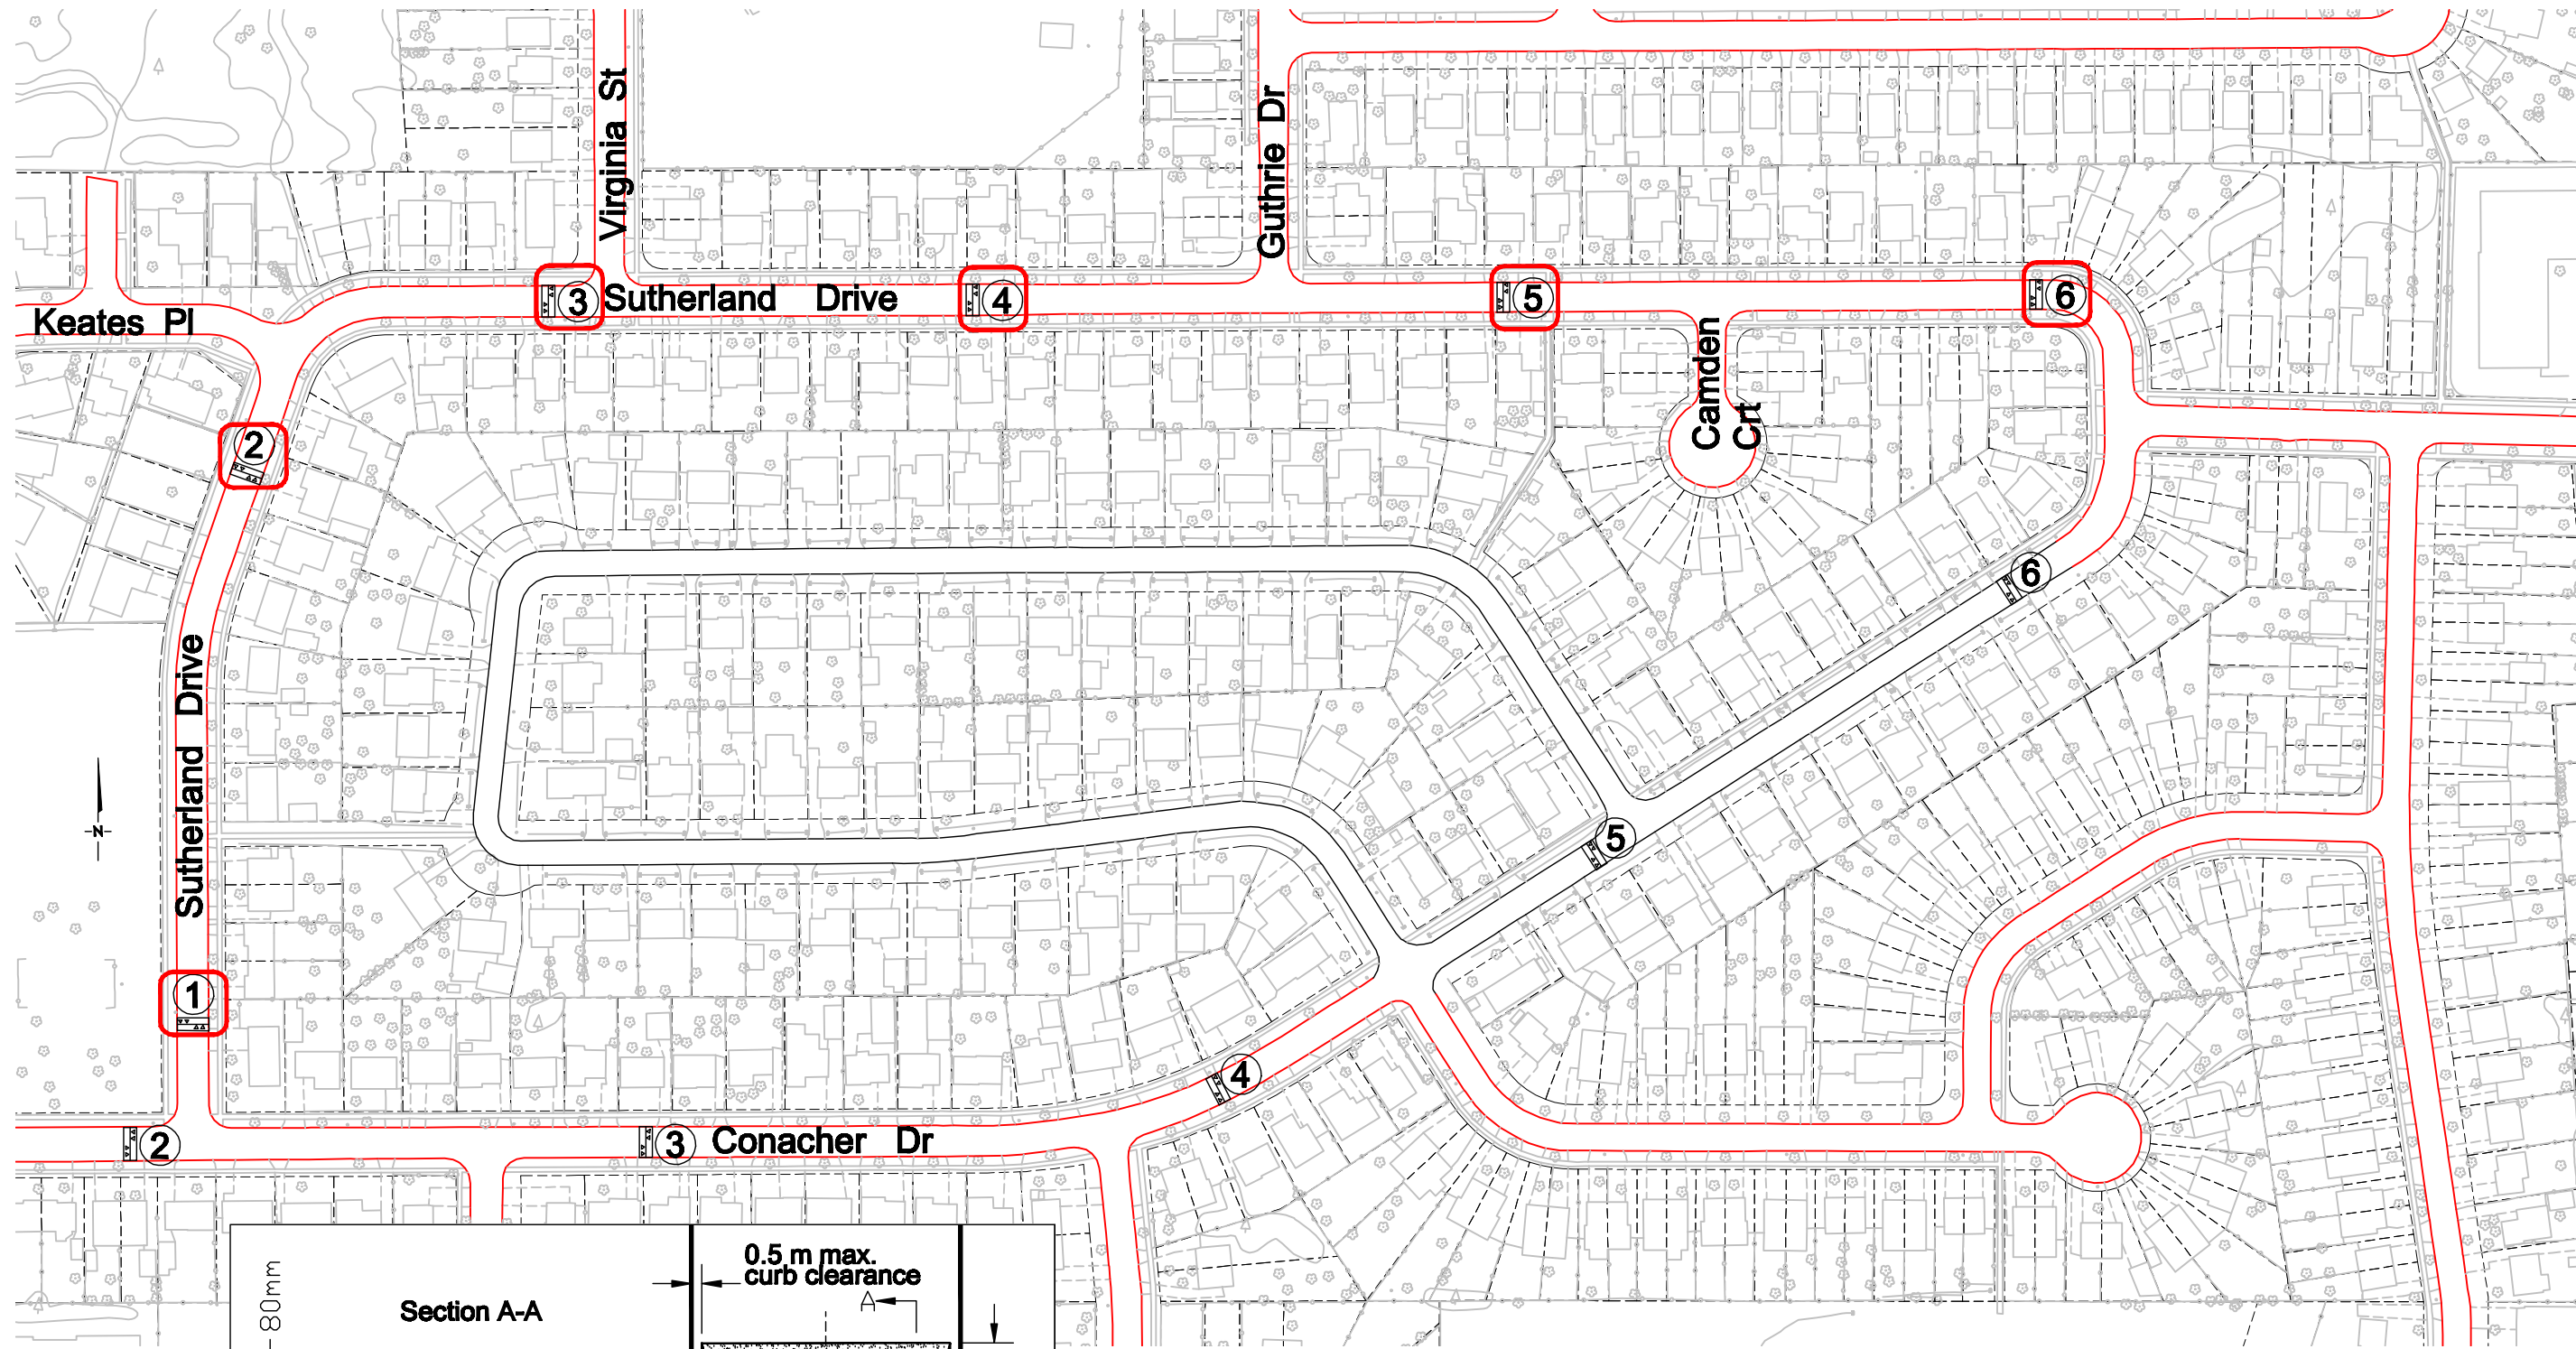 Virginia St
Guthrie Dr
Keates Pl
3
Sutherland Drive
4
5
6
Camden
Crt
2
6
Sutherland Drive
-N-
5
1
4
2
3
Conacher Dr
80mm
Section A-A
0.5 m max.
curb clearance
A